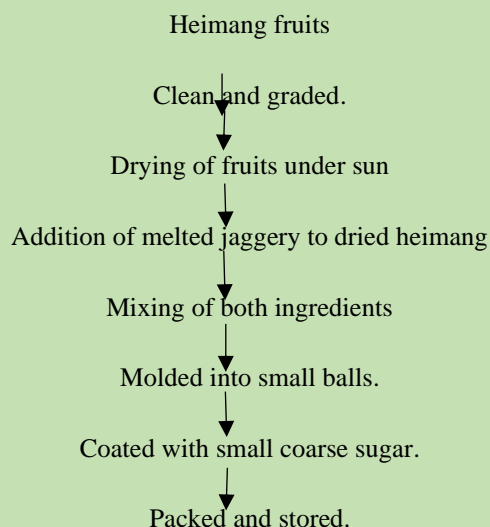 Heimang fruits
Clean and graded.
Drying of fruits under sun
Addition of melted jaggery to dried heimang
Mixing of both ingredients
Molded into small balls.
Coated with small coarse sugar.
Packed and stored.